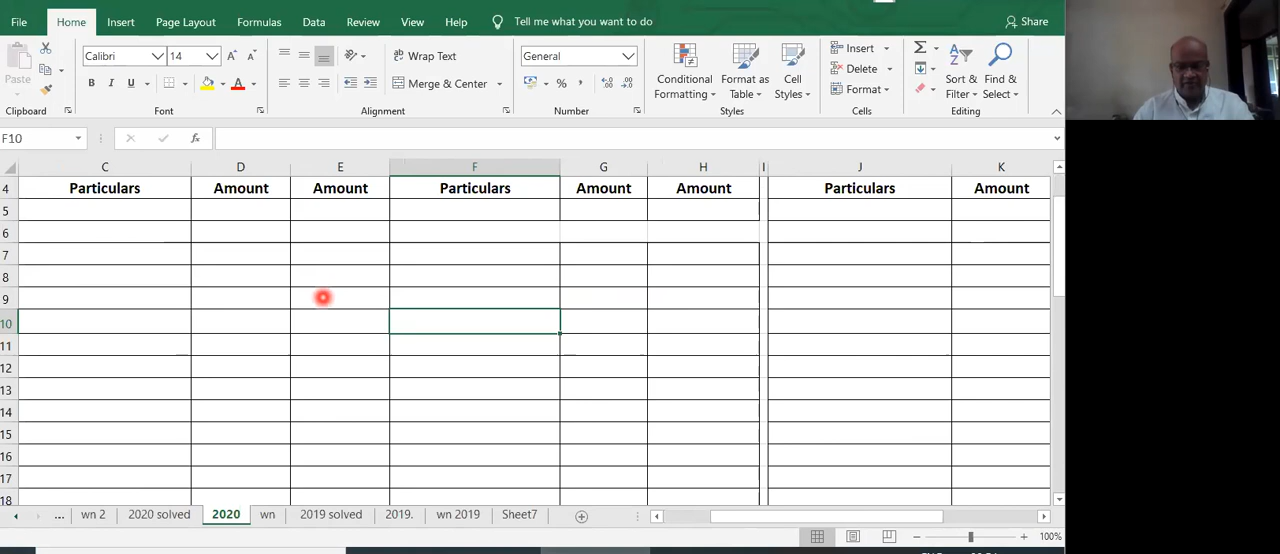 File Home Insert Page Layout Formulas Data Review View Help Tell me what you want to do Share
Calibri 14 Wrap Text General Insert
Paste B I U Merge & Center % Conditional Formatting Format as Table Cell Styles Delete Format Sort & Filter Find & Select
Clipboard Font Alignment Number Styles Cells Editing
F10 fx
C D E F G H I J K
4 Particulars Amount Amount Particulars Amount Amount Particulars Amount
5
6
7
8
9
10
11
12
13
14
15
16
17
18
... wn 2 2020 solved 2020 wn 2019 solved 2019. wn 2019 Sheet7
100%